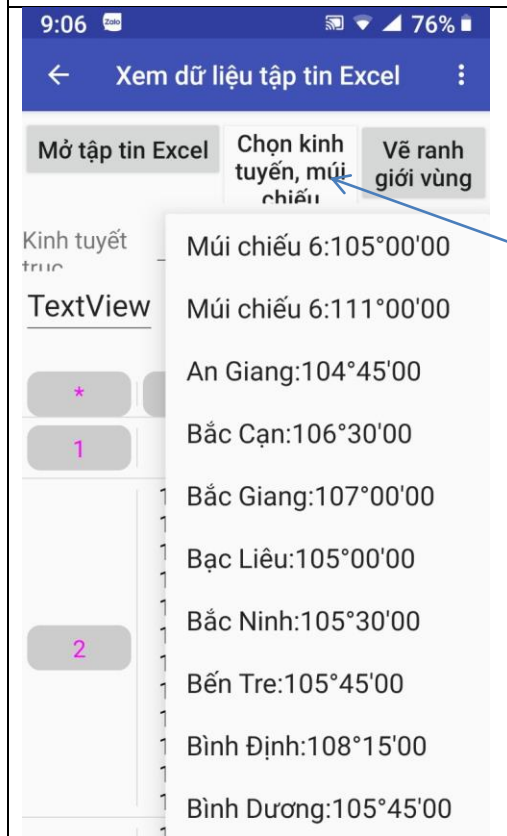 9:06 Zalo 76%
Xem dữ liệu tập tin Excel
Mở tập tin Excel
Chọn kinh
tuyến, múi
chiếu
Vẽ ranh
giới vùng
Kinh tuyết
trục
TextView
*
1
2
Múi chiếu 6:105°00'00
Múi chiếu 6:111°00'00
An Giang:104°45'00
Bắc Cạn:106°30'00
Bắc Giang:107°00'00
Bạc Liêu:105°00'00
Bắc Ninh:105°30'00
Bến Tre:105°45'00
Bình Định:108°15'00
Bình Dương:105°45'00